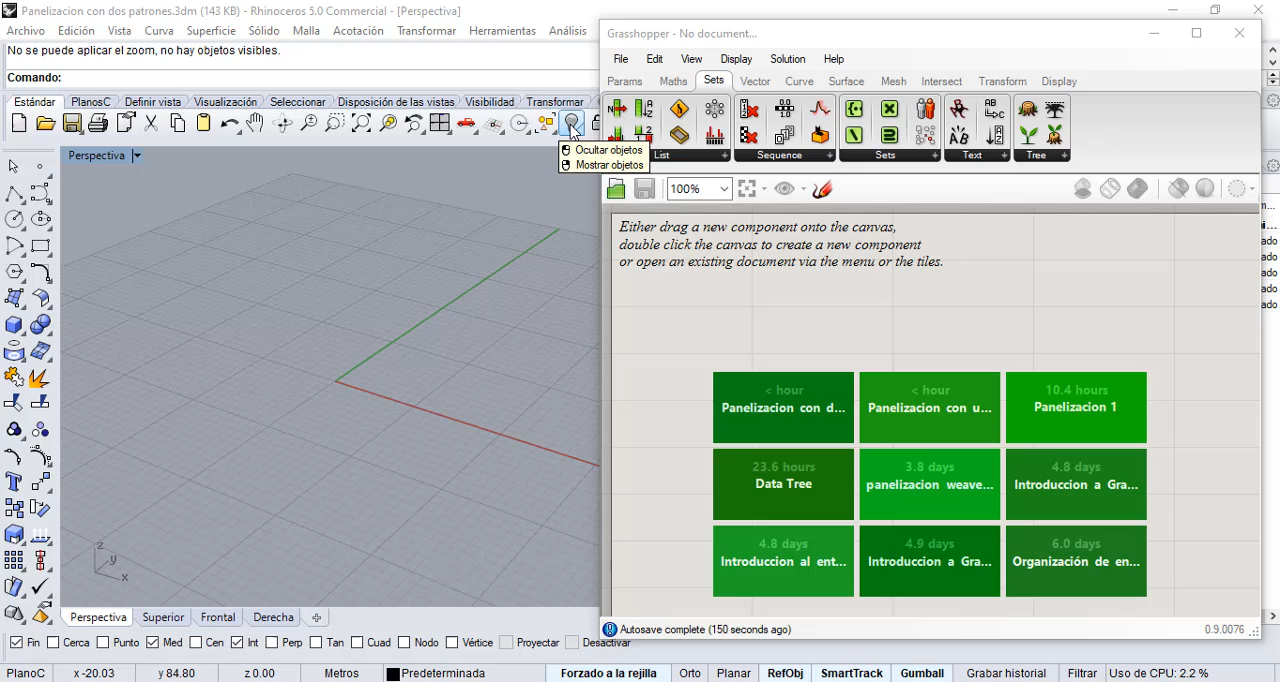 Panelizacion con dos patrones.3dm (143 KB) - Rhinoceros 5.0 Commercial - [Perspectiva]
Archivo Edición Vista Curva Superficie Sólido Malla Acotación Transformar Herramientas Análisis
No se puede aplicar el zoom, no hay objetos visibles.
Comando:
Estándar PlanosC Definir vista Visualización Seleccionar Disposición de las vistas Visibilidad Transformar
Ocultar objetos
Mostrar objetos
Perspectiva
z
y
x
Perspectiva Superior Frontal Derecha
Grasshopper - No document...
File Edit View Display Solution Help
Params Maths Sets Vector Curve Surface Mesh Intersect Transform Display
List Sequence Sets Text Tree
100%
Either drag a new component onto the canvas,
double click the canvas to create a new component
or open an existing document via the menu or the tiles.
< hour
Panelizacion con d...
< hour
Panelizacion con u...
10.4 hours
Panelizacion 1
23.6 hours
Data Tree
3.8 days
panelizacion weave...
4.8 days
Introduccion a Gra...
4.8 days
Introduccion al ent...
4.9 days
Introduccion a Gra...
6.0 days
Organización de en...
Autosave complete (150 seconds ago) 0.9.0076
ado
ado
ado
ado
Fin Cerca Punto Med Cen Int Perp Tan Cuad Nodo Vértice Proyectar Desactivar
PlanoC x -20.03 y 84.80 z 0.00 Metros Predeterminada Forzado a la rejilla Orto Planar RefObj SmartTrack Gumball Grabar historial Filtrar Uso de CPU: 2.2 %